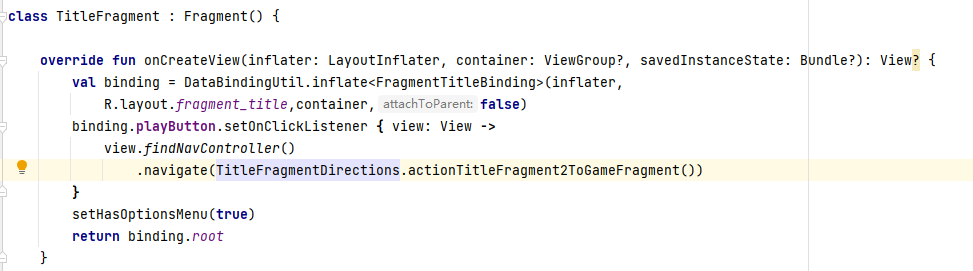 class TitleFragment : Fragment() {
override fun onCreateView(inflater: LayoutInflater, container: ViewGroup?, savedInstanceState: Bundle?): View? {
val binding = DataBindingUtil.inflate<FragmentTitleBinding>(inflater,
R.layout.fragment_title,container, attachToParent: false)
binding.playButton.setOnClickListener { view: View ->
view.findNavController()
.navigate(TitleFragmentDirections.actionTitleFragment2ToGameFragment())
}
setHasOptionsMenu(true)
return binding.root
}